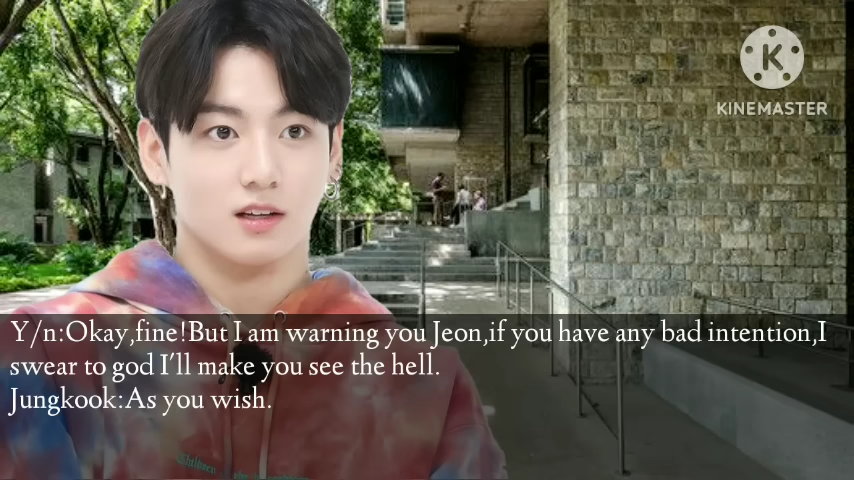 KINEMASTER
Y/n:Okay,fine!But I am warning you Jeon,if you have any bad intention,I
swear to god I'll make you see the hell.
Jungkook:As you wish.
Children